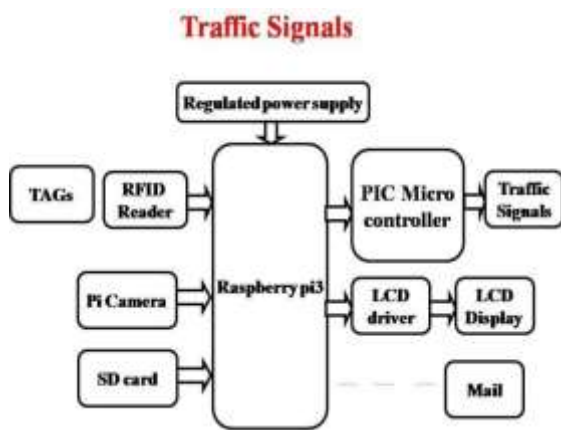 Traffic Signals
Regulated power supply
TAGs
RFID
Reader
PIC Micro
controller
Traffic
Signals
Pi Camera
Raspberry pi3
LCD
driver
LCD
Display
SD card
Mail